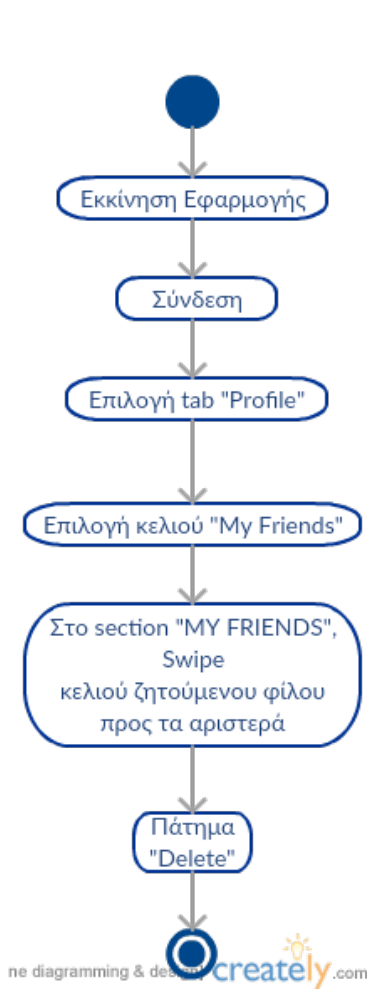 Εκκίνηση Εφαρμογής
Σύνδεση
Επιλογή tab "Profile"
Επιλογή κελιού "My Friends"
Στο section "MY FRIENDS",
Swipe
κελιού ζητούμενου φίλου
προς τα αριστερά
Πάτημα
"Delete"
ne diagramming & des creately.com